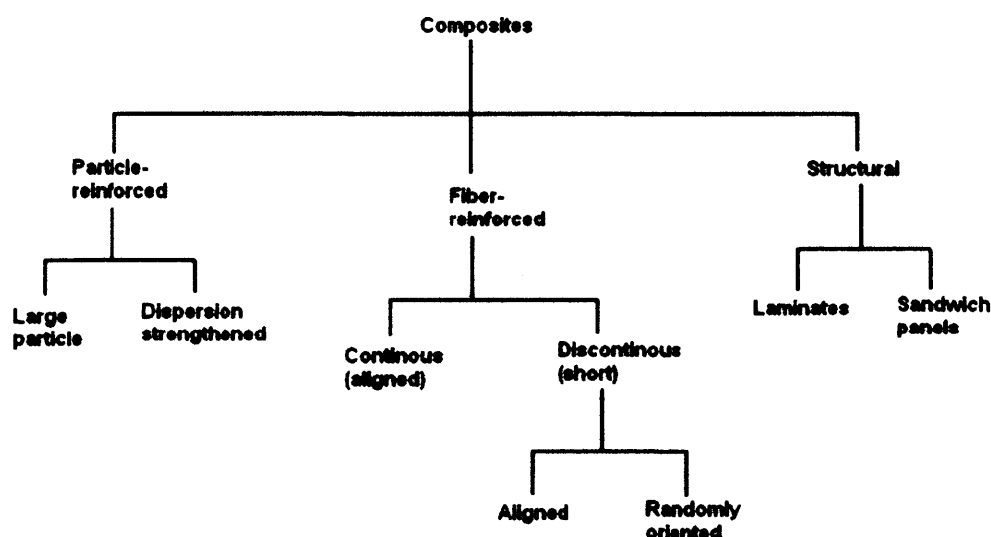 Composites
Particle-
reinforced
Fiber-
reinforced
Structural
Large
particle
Dispersion
strengthened
Continous
(aligned)
Discontinous
(short)
Laminates
Sandwich
panels
Aligned
Randomly
oriented